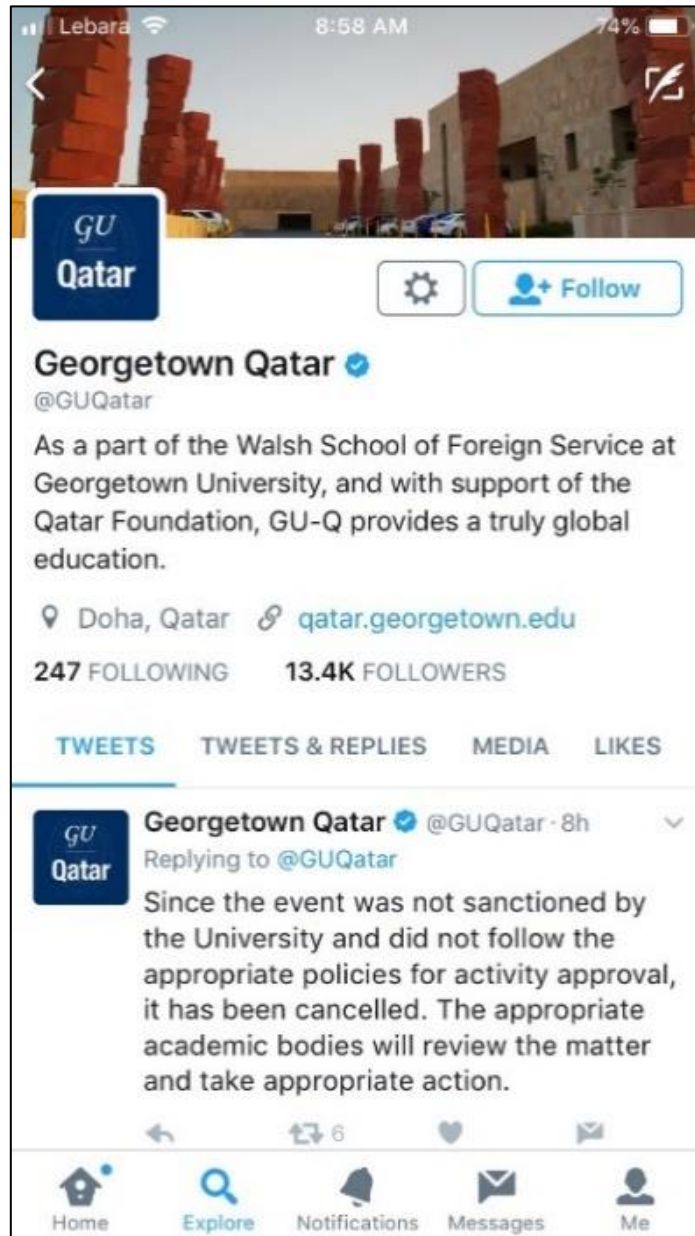 Lebara 8:58 AM 74%
GU
Qatar
Follow
Georgetown Qatar
@GUQatar
As a part of the Walsh School of Foreign Service at
Georgetown University, and with support of the
Qatar Foundation, GU-Q provides a truly global
education.
Doha, Qatar qatar.georgetown.edu
247 FOLLOWING 13.4K FOLLOWERS
TWEETS TWEETS & REPLIES MEDIA LIKES
GU
Qatar
Georgetown Qatar @GUQatar · 8h
Replying to @GUQatar
Since the event was not sanctioned by
the University and did not follow the
appropriate policies for activity approval,
it has been cancelled. The appropriate
academic bodies will review the matter
and take appropriate action.
6
Home Explore Notifications Messages Me